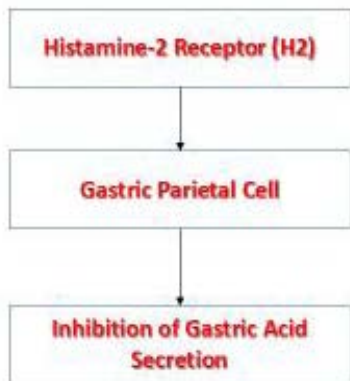 Histamine-2 Receptor (H2)
Gastric Parietal Cell
Inhibition of Gastric Acid
Secretion